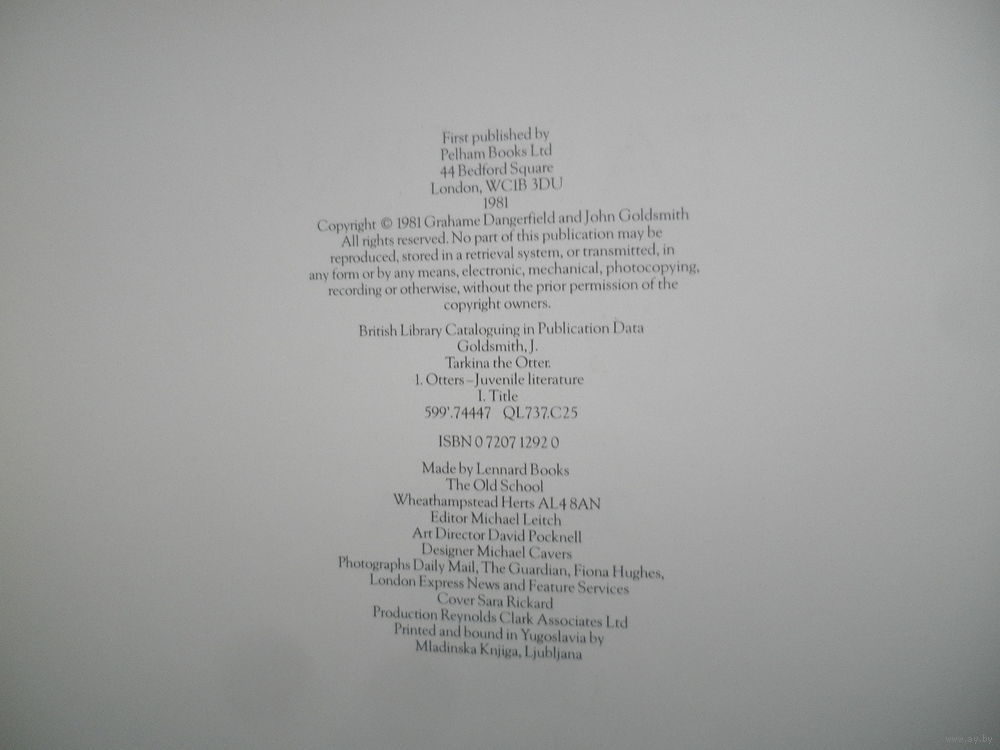 First published by
Pelham Books Ltd
44 Bedford Square
London, WC1B 3DU
1981
Copyright © 1981 Grahame Dangerfield and John Goldsmith
All rights reserved. No part of this publication may be
reproduced, stored in a retrieval system, or transmitted, in
any form or by any means, electronic, mechanical, photocopying,
recording or otherwise, without the prior permission of the
copyright owners.
British Library Cataloguing in Publication Data
Goldsmith, J.
Tarkina the Otter.
1. Otters–Juvenile literature
I. Title
599'.74447 QL737.C25
ISBN 0 7207 1292 0
Made by Lennard Books
The Old School
Wheathampstead Herts AL4 8AN
Editor Michael Leitch
Art Director David Pocknell
Designer Michael Cavers
Photographs Daily Mail, The Guardian, Fiona Hughes,
London Express News and Feature Services
Cover Sara Rickard
Production Reynolds Clark Associates Ltd
Printed and bound in Yugoslavia by
Mladinska Knjiga, Ljubljana
www.ay.by